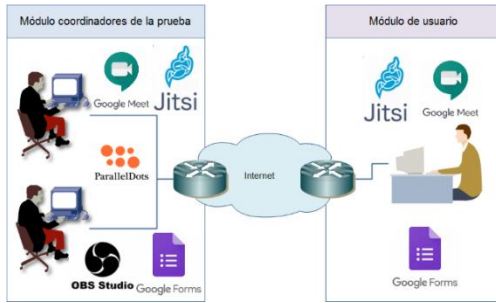 Módulo coordinadores de la prueba
Módulo de usuario
Google Meet
Jitsi
ParallelDots
OBS Studio
Google Forms
Internet
Jitsi
Google Meet
Google Forms